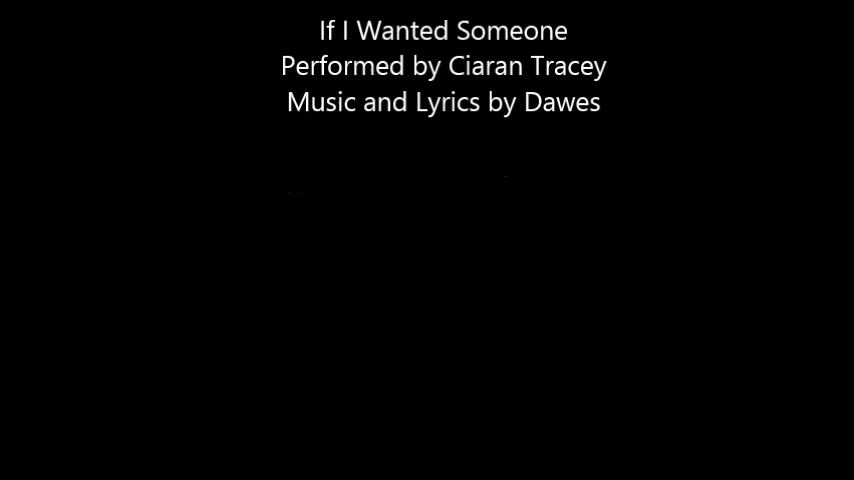 If I Wanted Someone
Performed by Ciaran Tracey
Music and Lyrics by Dawes